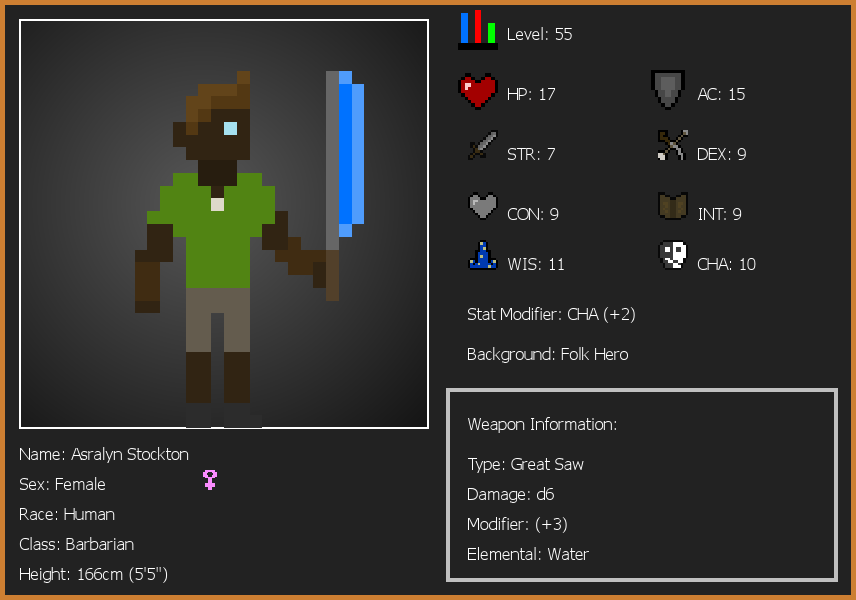 Level: 55
HP: 17
AC: 15
STR: 7
DEX: 9
CON: 9
INT: 9
WIS: 11
CHA: 10
Stat Modifier: CHA (+2)
Background: Folk Hero
Weapon Information:
Type: Great Saw
Damage: d6
Modifier: (+3)
Elemental: Water
Name: Asralyn Stockton
Sex: Female
Race: Human
Class: Barbarian
Height: 166cm (5'5")